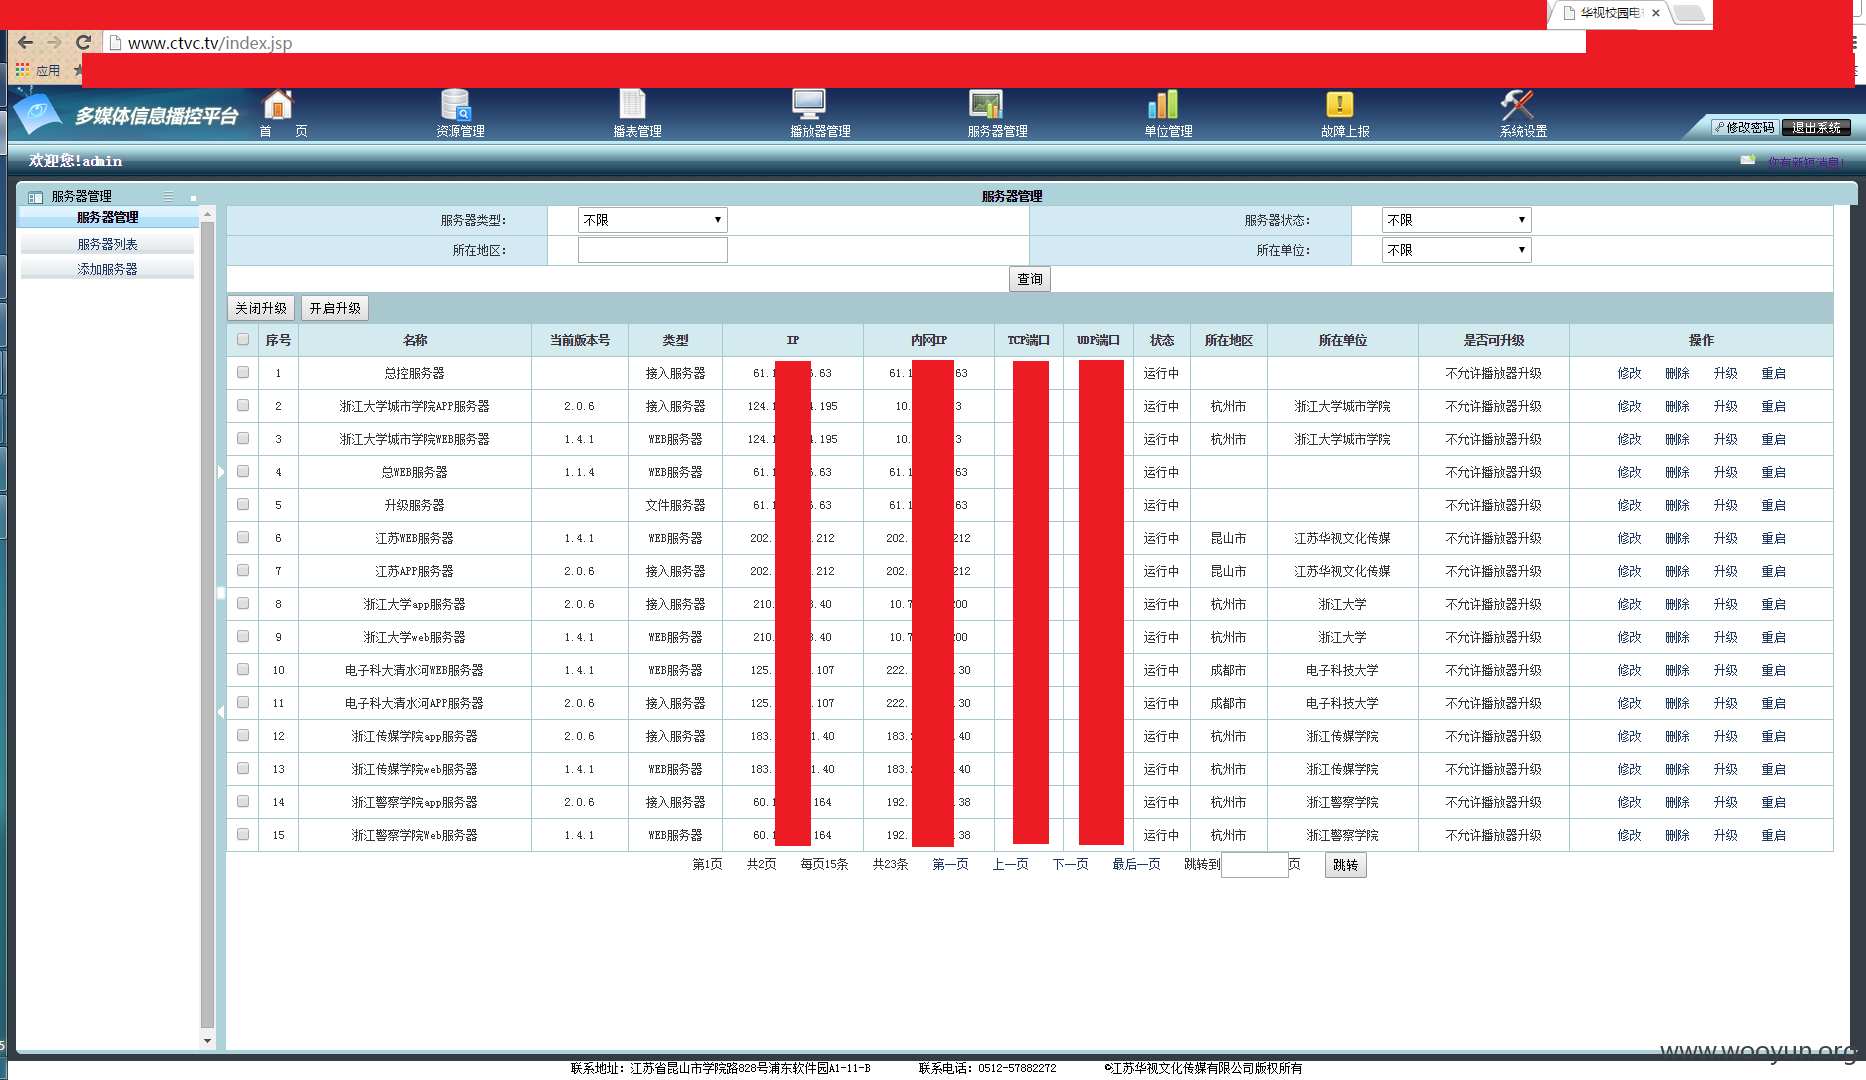 华视校园电
www.ctvc.tv/index.jsp
应用
多媒体信息播控平台
首 页 资源管理 播表管理 播放器管理 服务器管理 单位管理 故障上报 系统设置
修改密码 退出系统
欢迎您!admin
您有新短消息!
服务器管理
服务器管理
服务器列表
添加服务器
服务器管理
服务器类型: 不限 服务器状态: 不限
所在地区: 所在单位: 不限
查询
关闭升级 开启升级
序号 名称 当前版本号 类型 IP 内网IP TCP端口 UDP端口 状态 所在地区 所在单位 是否可升级 操作
1 总控服务器 接入服务器 61.1 .63 61.1 63 运行中 不允许播放器升级 修改 删除 升级 重启
2 浙江大学城市学院APP服务器 2.0.6 接入服务器 124.1 .195 10. 3 运行中 杭州市 浙江大学城市学院 不允许播放器升级 修改 删除 升级 重启
3 浙江大学城市学院WEB服务器 1.4.1 WEB服务器 124.1 .195 10. 3 运行中 杭州市 浙江大学城市学院 不允许播放器升级 修改 删除 升级 重启
4 总WEB服务器 1.1.4 WEB服务器 61.1 .63 61.1 63 运行中 不允许播放器升级 修改 删除 升级 重启
5 升级服务器 文件服务器 61.1 .63 61.1 63 运行中 不允许播放器升级 修改 删除 升级 重启
6 江苏WEB服务器 1.4.1 WEB服务器 202. .212 202. 212 运行中 昆山市 江苏华视文化传媒 不允许播放器升级 修改 删除 升级 重启
7 江苏APP服务器 2.0.6 接入服务器 202. .212 202. 212 运行中 昆山市 江苏华视文化传媒 不允许播放器升级 修改 删除 升级 重启
8 浙江大学app服务器 2.0.6 接入服务器 210. .40 10.7 00 运行中 杭州市 浙江大学 不允许播放器升级 修改 删除 升级 重启
9 浙江大学web服务器 1.4.1 WEB服务器 210. .40 10.7 00 运行中 杭州市 浙江大学 不允许播放器升级 修改 删除 升级 重启
10 电子科大清水河WEB服务器 1.4.1 WEB服务器 125. .107 222. .30 运行中 成都市 电子科技大学 不允许播放器升级 修改 删除 升级 重启
11 电子科大清水河APP服务器 2.0.6 接入服务器 125. .107 222. .30 运行中 成都市 电子科技大学 不允许播放器升级 修改 删除 升级 重启
12 浙江传媒学院app服务器 2.0.6 接入服务器 183. 1.40 183. .40 运行中 杭州市 浙江传媒学院 不允许播放器升级 修改 删除 升级 重启
13 浙江传媒学院web服务器 1.4.1 WEB服务器 183. 1.40 183. .40 运行中 杭州市 浙江传媒学院 不允许播放器升级 修改 删除 升级 重启
14 浙江警察学院app服务器 2.0.6 接入服务器 60.1 164 192. .38 运行中 杭州市 浙江警察学院 不允许播放器升级 修改 删除 升级 重启
15 浙江警察学院Web服务器 1.4.1 WEB服务器 60.1 164 192. .38 运行中 杭州市 浙江警察学院 不允许播放器升级 修改 删除 升级 重启
第1页 共2页 每页15条 共23条 第一页 上一页 下一页 最后一页 跳转到 页 跳转
联系地址: 江苏省昆山市学院路828号浦东软件园A1-11-B 联系电话: 0512-57882272 ©江苏华视文化传媒有限公司版权所有
www.wooyun.org